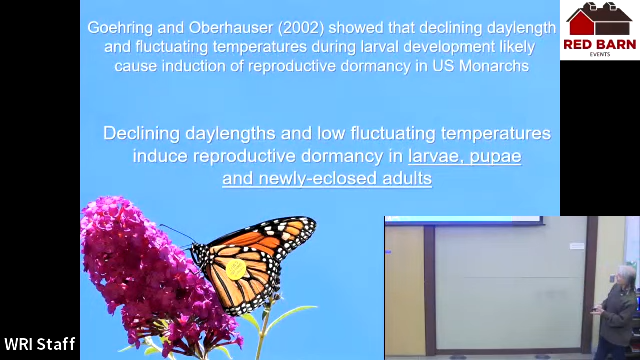 Goehring and Oberhauser (2002) showed that declining daylength
and fluctuating temperatures during larval development likely
cause induction of reproductive dormancy in US Monarchs
RED BARN
EVENTS
Declining daylengths and low fluctuating temperatures
induce reproductive dormancy in larvae, pupae
and newly-eclosed adults
WRI Staff